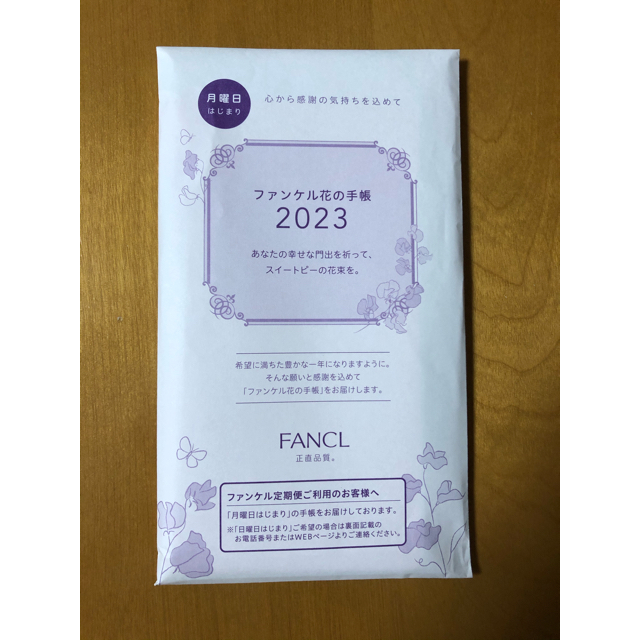 月曜日
はじまり
心から感謝の気持ちを込めて
ファンケル花の手帳
2023
あなたの幸せな門出を祈って、
スイートピーの花束を。
希望に満ちた豊かな一年になりますように。
そんな願いと感謝を込めて
「ファンケル花の手帳」をお届けします。
FANCL
正直品質。
ファンケル定期便ご利用のお客様へ
「月曜日はじまり」の手帳をお届けしております。
※「日曜日はじまり」ご希望の場合は裏面記載の
お電話番号またはWEBページよりご連絡ください。